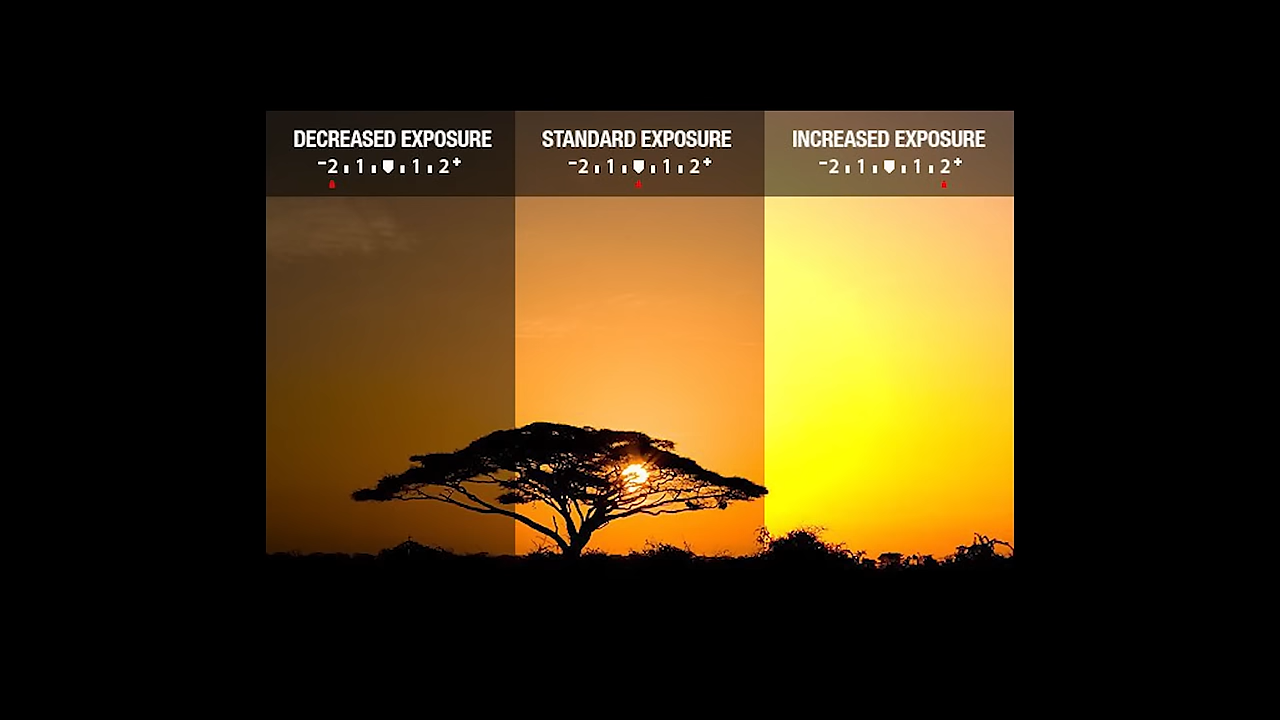 DECREASED EXPOSURE
-2 1 1 2+
STANDARD EXPOSURE
-2 1 1 2+
INCREASED EXPOSURE
-2 1 1 2+